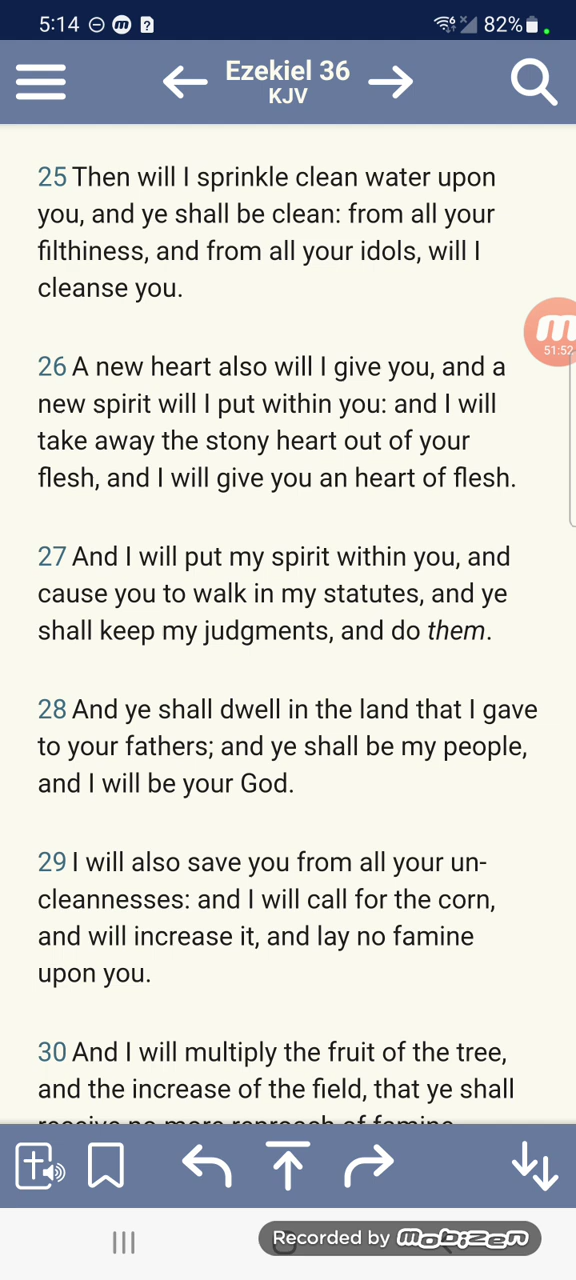 5:14 82%
Ezekiel 36
KJV
25 Then will I sprinkle clean water upon
you, and ye shall be clean: from all your
filthiness, and from all your idols, will I
cleanse you.
m
51:52
26 A new heart also will I give you, and a
new spirit will I put within you: and I will
take away the stony heart out of your
flesh, and I will give you an heart of flesh.
27 And I will put my spirit within you, and
cause you to walk in my statutes, and ye
shall keep my judgments, and do them.
28 And ye shall dwell in the land that I gave
to your fathers; and ye shall be my people,
and I will be your God.
29 I will also save you from all your un-
cleannesses: and I will call for the corn,
and will increase it, and lay no famine
upon you.
30 And I will multiply the fruit of the tree,
and the increase of the field, that ye shall
receive no more reproach of famine
Recorded by mobizen